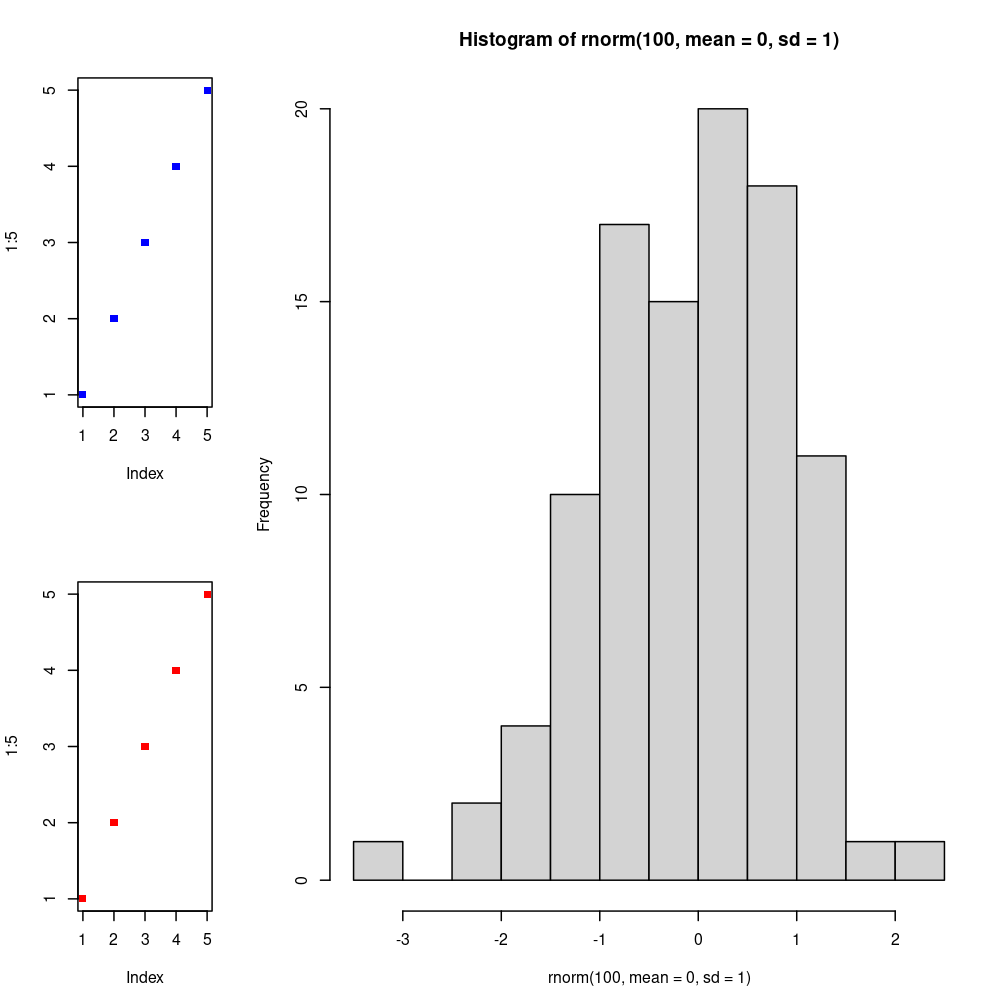 Histogram of rnorm(100, mean = 0, sd = 1)
5
4
3
2
1
1:5
1 2 3 4 5
Index
5
4
3
2
1
1:5
1 2 3 4 5
Index
20
15
10
5
0
Frequency
-3 -2 -1 0 1 2
rnorm(100, mean = 0, sd = 1)